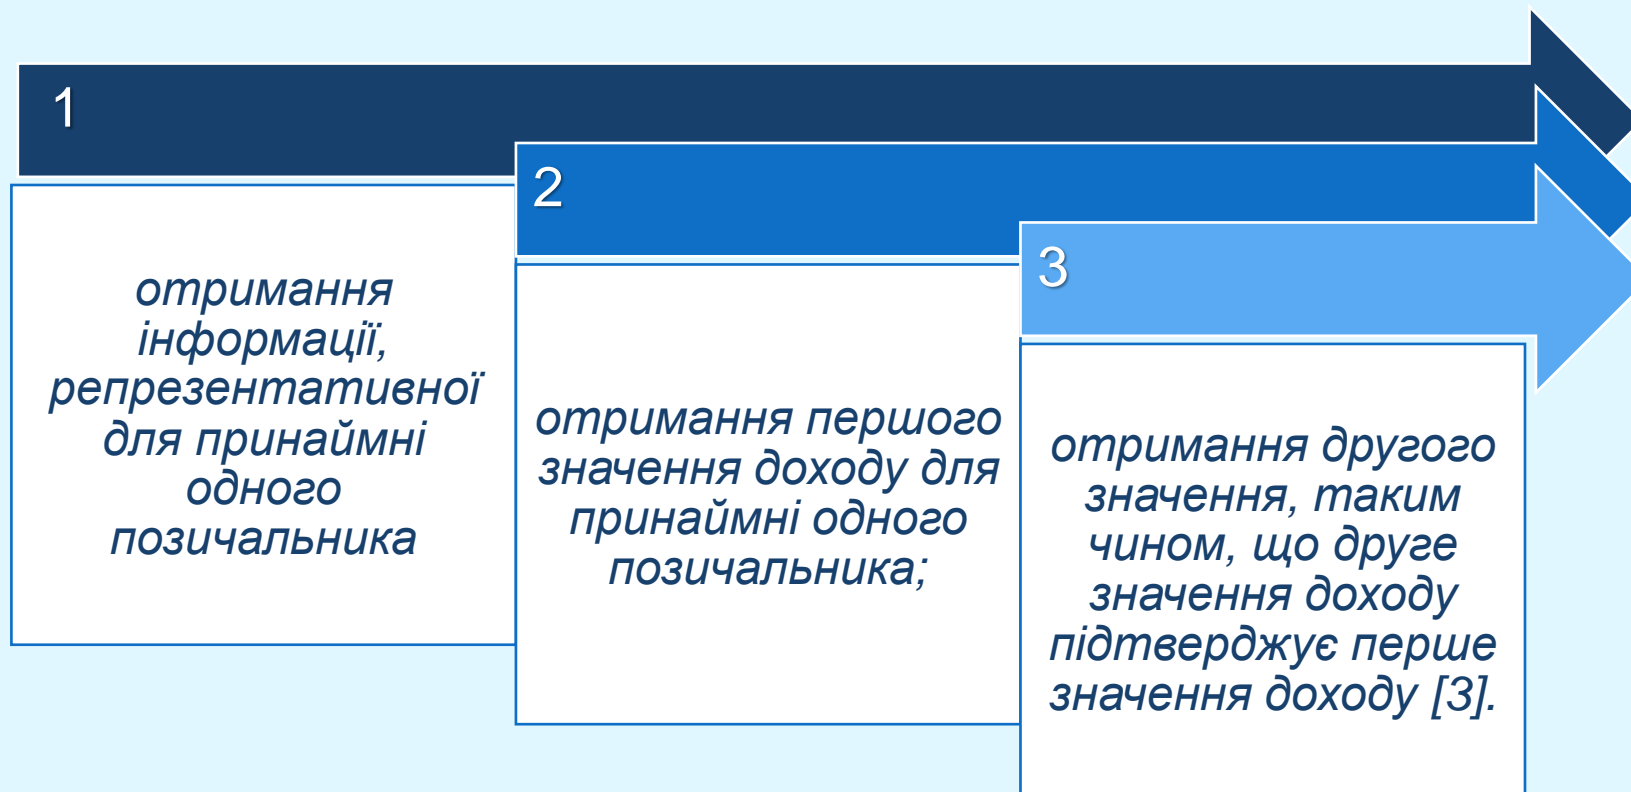 1
отримання
інформації,
репрезентативної
для принаймні
одного
позичальника
2
отримання першого
значення доходу для
принаймні одного
позичальника;
3
отримання другого
значення, таким
чином, що друге
значення доходу
підтверджує перше
значення доходу [3].